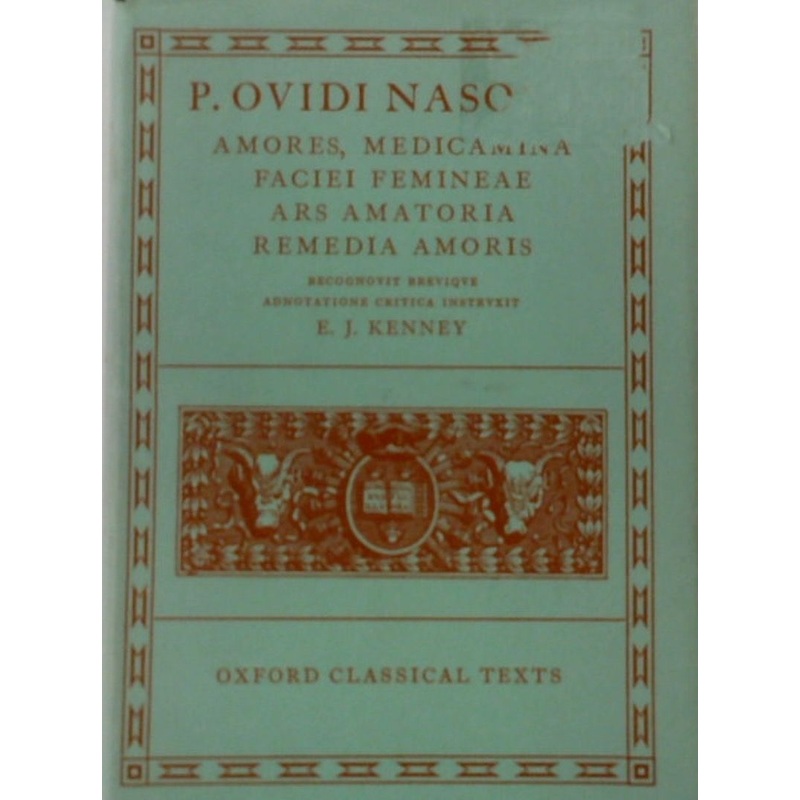 P. OVIDI NASO
AMORES, MEDICAMINA
FACIEI FEMINEAE
ARS AMATORIA
REMEDIA AMORIS
RECOGNOVIT BREVIQVE
ADNOTATIONE CRITICA INSTRVXIT
E. J. KENNEY
OXFORD CLASSICAL TEXTS